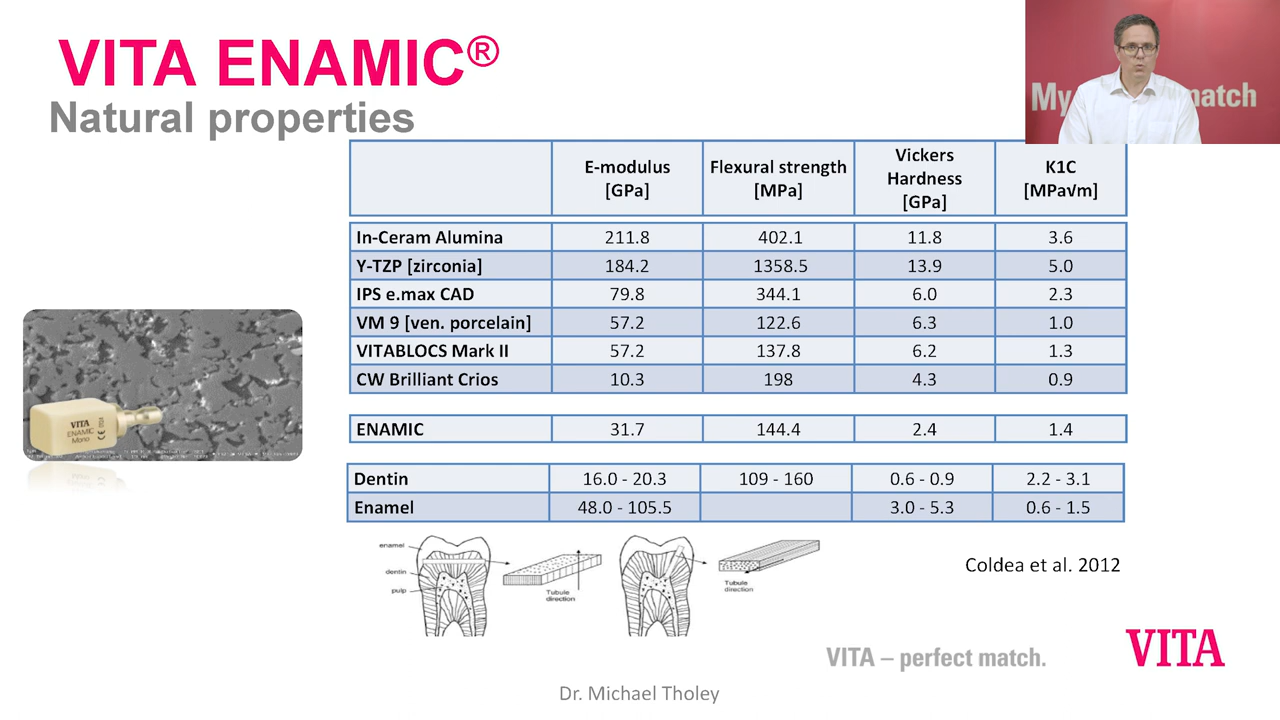 VITA ENAMIC®
Natural properties
My match
E-modulus [GPa] Flexural strength [MPa] Vickers Hardness [GPa] K1C [MPa√m]
In-Ceram Alumina 211.8 402.1 11.8 3.6
Y-TZP [zirconia] 184.2 1358.5 13.9 5.0
IPS e.max CAD 79.8 344.1 6.0 2.3
VM 9 [ven. porcelain] 57.2 122.6 6.3 1.0
VITABLOCS Mark II 57.2 137.8 6.2 1.3
CW Brilliant Crios 10.3 198 4.3 0.9
ENAMIC 31.7 144.4 2.4 1.4
Dentin 16.0 - 20.3 109 - 160 0.6 - 0.9 2.2 - 3.1
Enamel 48.0 - 105.5 3.0 - 5.3 0.6 - 1.5
VITA
ENAMIC
Mono
CE
enamel
dentin
pulp
Tubule
direction
Tubule
direction
Coldea et al. 2012
VITA – perfect match.
VITA
Dr. Michael Tholey